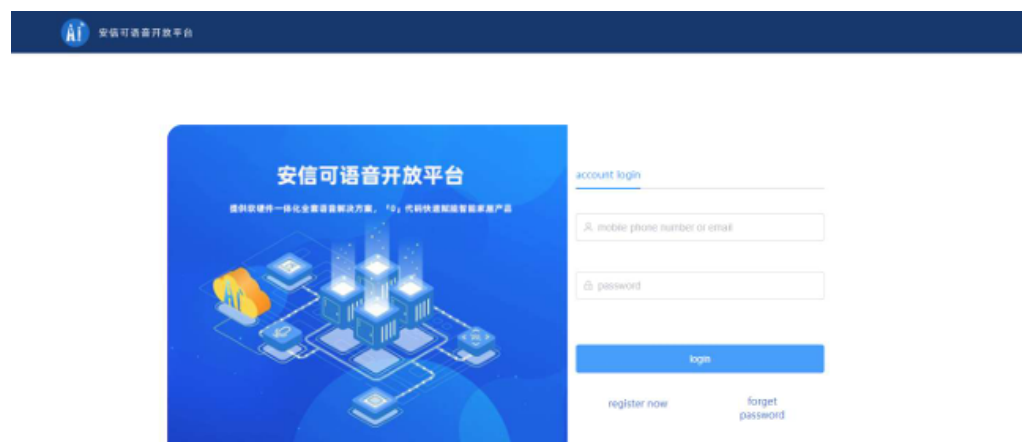 Ai 安信可语音开放平台
安信可语音开放平台
提供软硬件一体化全套语音解决方案，「0」代码快速赋能智能家居产品
Ai
account login
mobile phone number or email
password
login
register now
forget
password